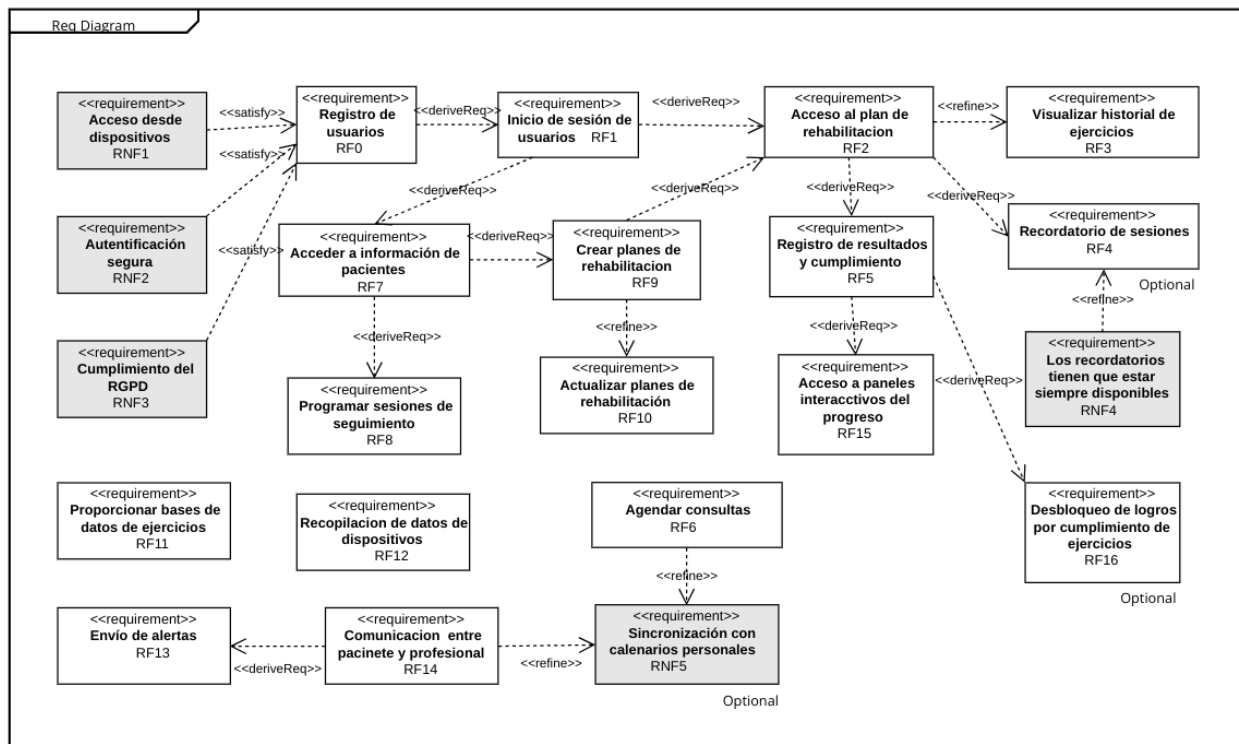 Req Diagram
<<requirement>>
Acceso desde
dispositivos
RNF1
<<satisfy>>
<<requirement>>
Registro de
usuarios
RF0
<<deriveReq>>
<<requirement>>
Inicio de sesión de
usuarios RF1
<<deriveReq>>
<<requirement>>
Acceso al plan de
rehabilitacion
RF2
<<refine>>
<<requirement>>
Visualizar historial de
ejercicios
RF3
<<satisfy>>
<<deriveReq>>
<<deriveReq>>
<<deriveReq>>
<<deriveReq>>
<<requirement>>
Autentificación
segura
RNF2
<<satisfy>>
<<requirement>>
Acceder a información de
pacientes
RF7
<<deriveReq>>
<<requirement>>
Crear planes de
rehabilitacion
RF9
<<requirement>>
Registro de resultados
y cumplimiento
RF5
<<requirement>>
Recordatorio de sesiones
RF4
Optional
<<refine>>
<<deriveReq>>
<<refine>>
<<deriveReq>>
<<requirement>>
Cumplimiento del
RGPD
RNF3
<<requirement>>
Programar sesiones de
seguimiento
RF8
<<requirement>>
Actualizar planes de
rehabilitación
RF10
<<requirement>>
Acceso a paneles
interacctivos del
progreso
RF15
<<deriveReq>>
<<requirement>>
Los recordatorios
tienen que estar
siempre disponibles
RNF4
<<requirement>>
Proporcionar bases de
datos de ejercicios
RF11
<<requirement>>
Recopilacion de datos de
dispositivos
RF12
<<requirement>>
Agendar consultas
RF6
<<refine>>
<<requirement>>
Desbloqueo de logros
por cumplimiento de
ejercicios
RF16
Optional
<<requirement>>
Envío de alertas
RF13
<<deriveReq>>
<<requirement>>
Comunicacion entre
pacinete y profesional
RF14
<<refine>>
<<requirement>>
Sincronización con
calenarios personales
RNF5
Optional